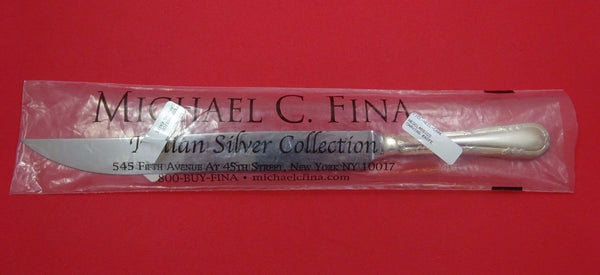 MICHAEL C. FINA
Italian Silver Collection
545 FIFTH AVENUE AT 45TH STREET, NEW YORK NY 10017
800-BUY-FINA • michaelcfina.com